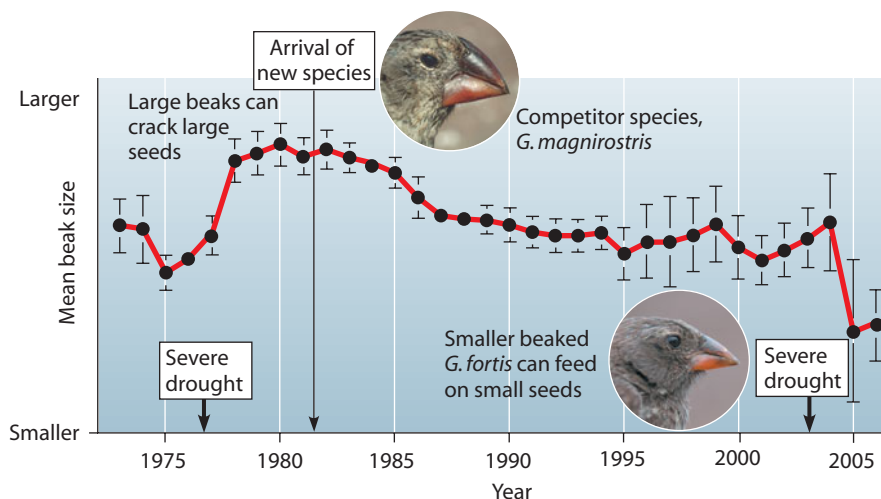 Arrival of
new species
Larger
Large beaks can
crack large
seeds
Competitor species,
G. magnirostris
Mean beak size
Severe
drought
Smaller beaked
G. fortis can feed
on small seeds
Severe
drought
Smaller
1975
1980
1985
1990
1995
2000
2005
Year